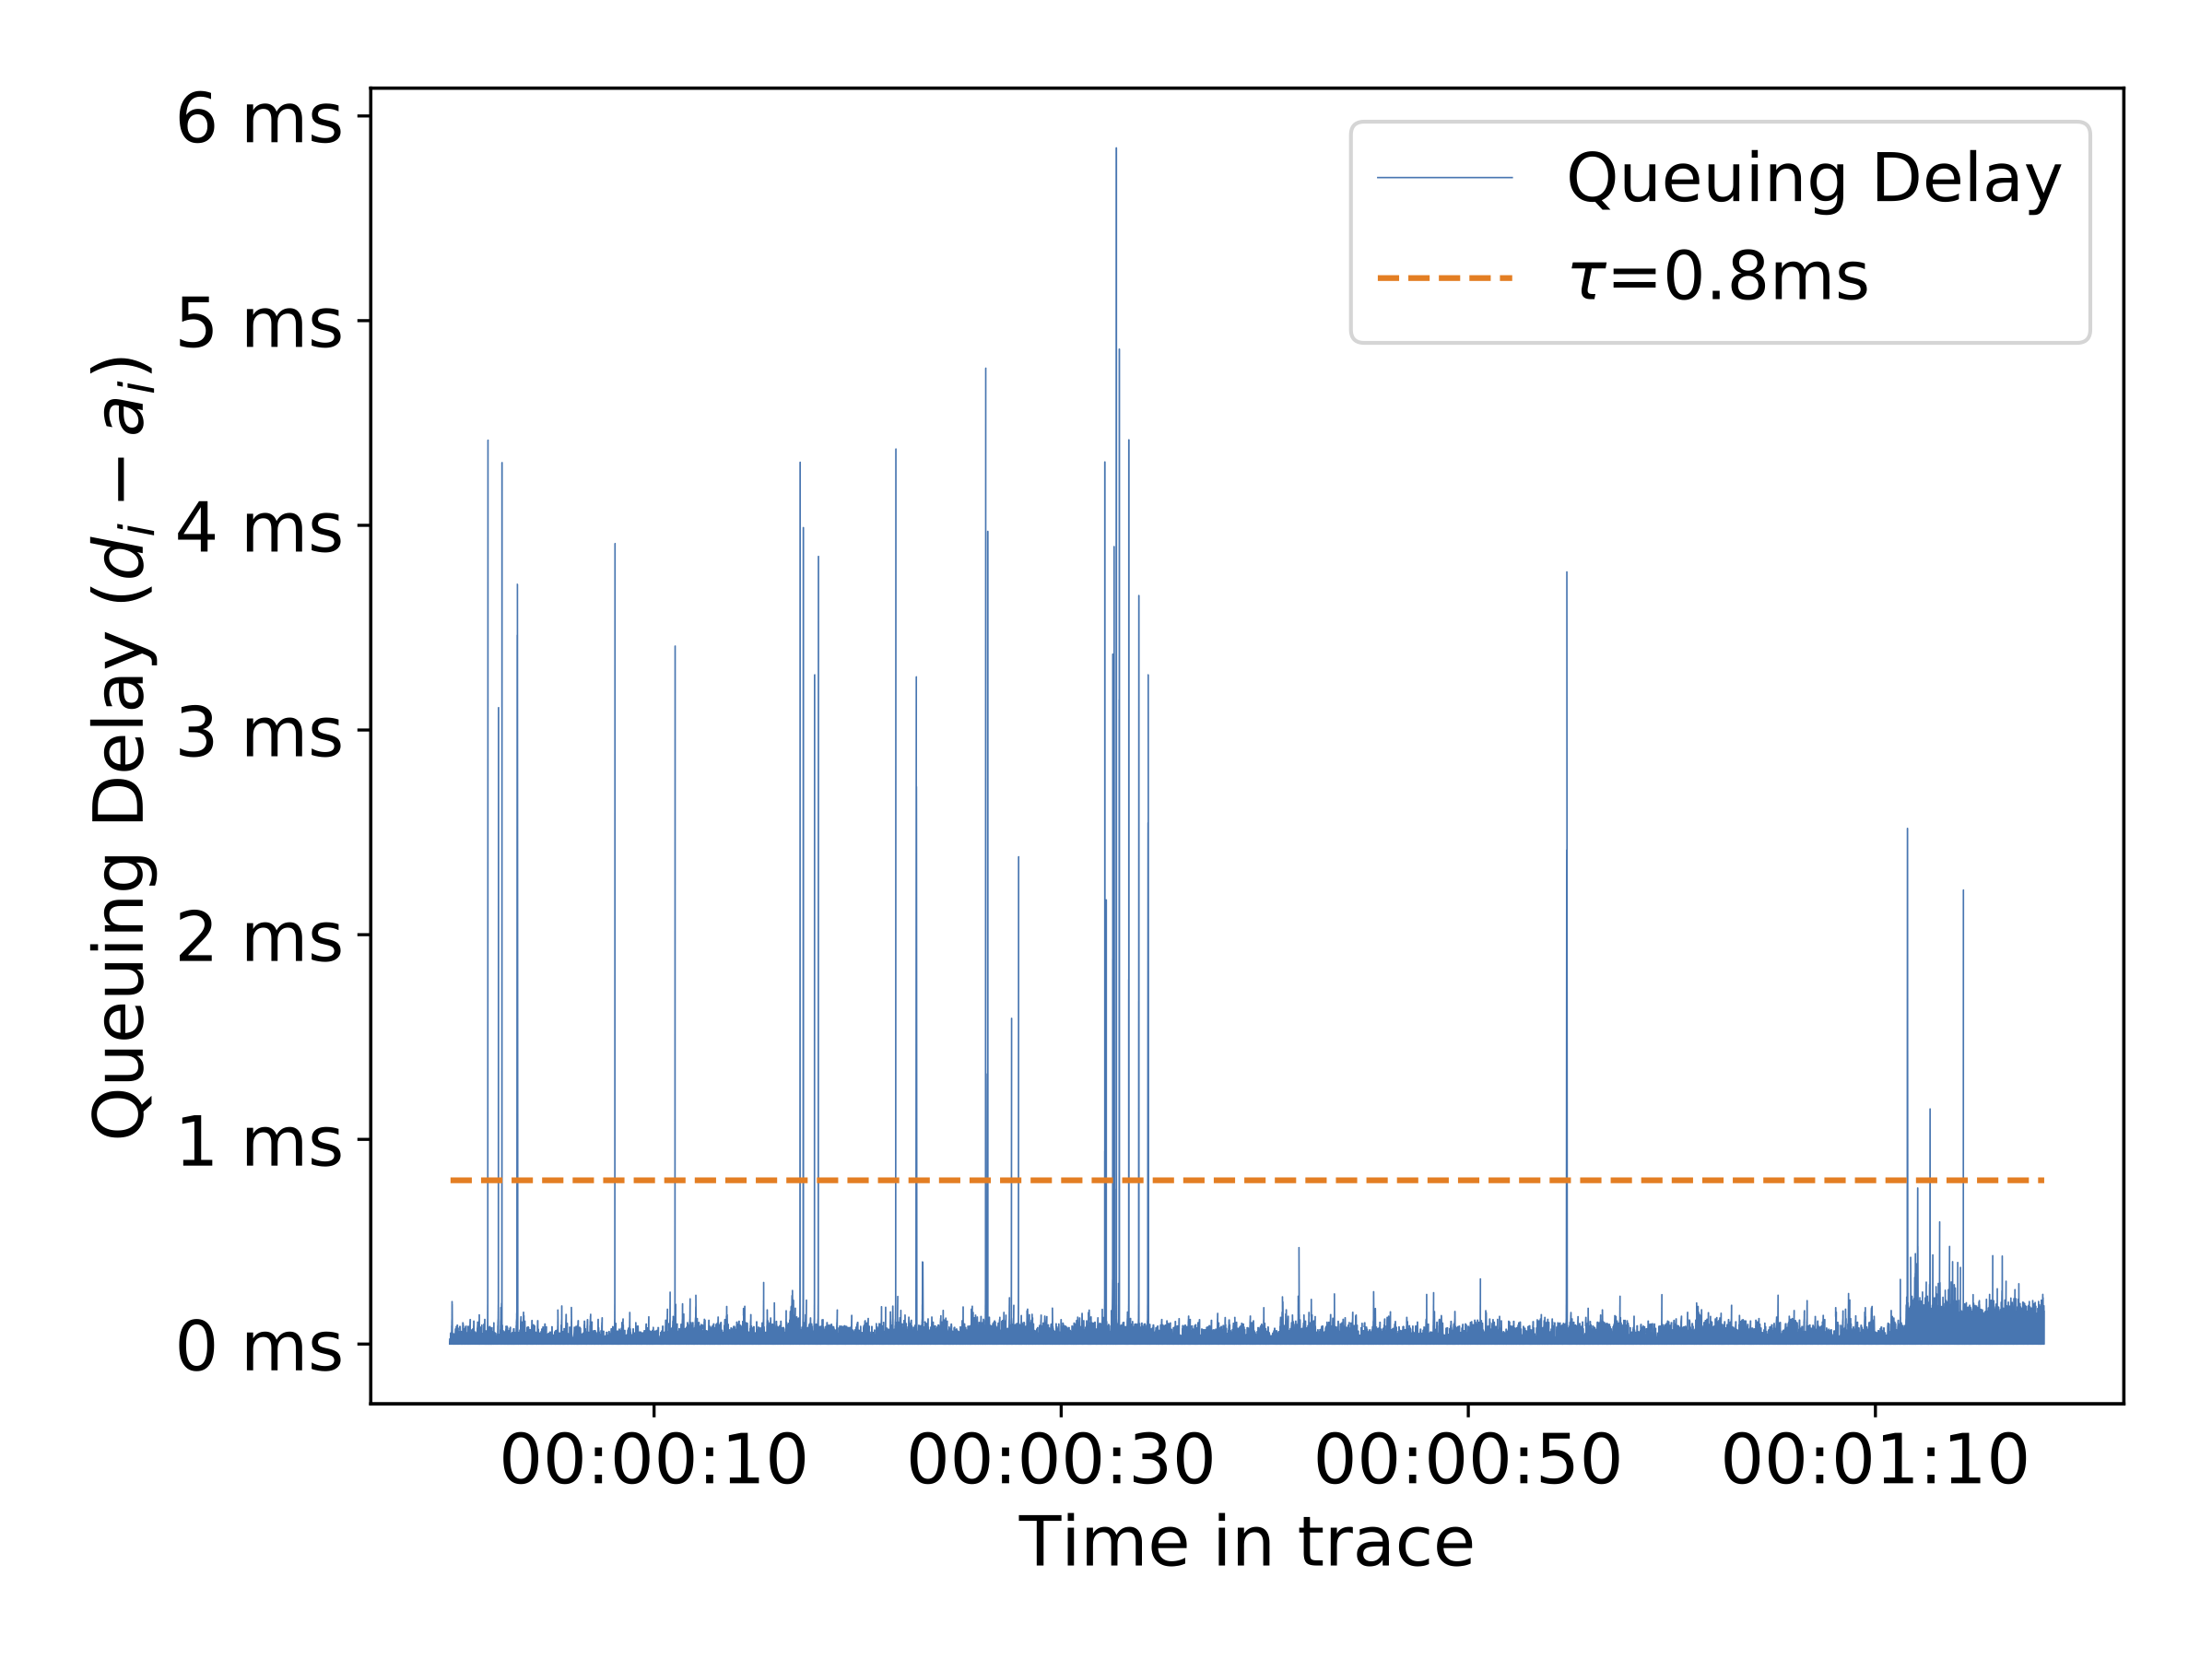 6 ms
5 ms
4 ms
3 ms
2 ms
1 ms
0 ms
Queuing Delay (dᵢ − aᵢ)
Queuing Delay
τ=0.8ms
00:00:10 00:00:30 00:00:50 00:01:10
Time in trace